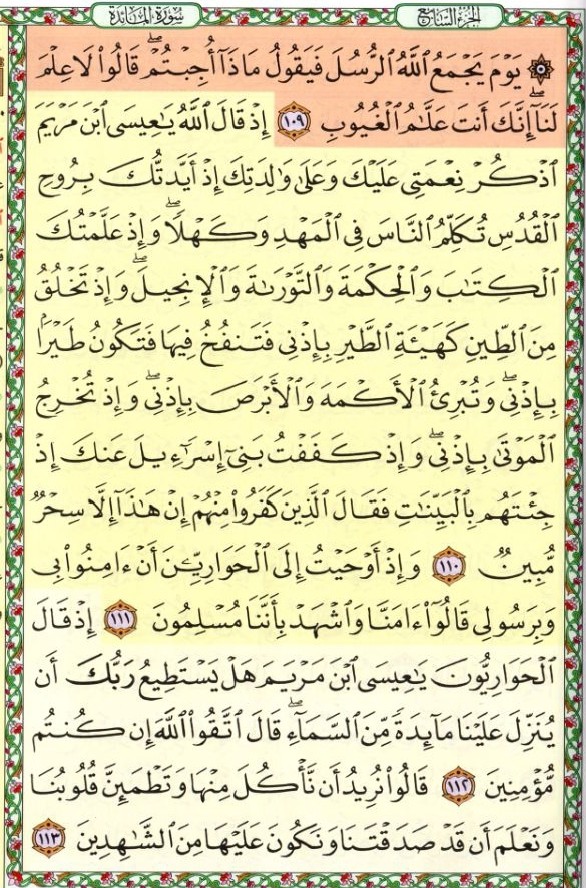 سُورَةُ المَائدة الجزء السابع
۞ يَوْمَ يَجْمَعُ ٱللَّهُ ٱلرُّسُلَ فَيَقُولُ مَاذَآ أُجِبْتُمْ ۖ قَالُوا۟ لَا عِلْمَ
لَنَآ ۖ إِنَّكَ أَنتَ عَلَّٰمُ ٱلْغُيُوبِ ١٠٩ إِذْ قَالَ ٱللَّهُ يَٰعِيسَى ٱبْنَ مَرْيَمَ
ٱذْكُرْ نِعْمَتِى عَلَيْكَ وَعَلَىٰ وَٰلِدَتِكَ إِذْ أَيَّدتُّكَ بِرُوحِ
ٱلْقُدُسِ تُكَلِّمُ ٱلنَّاسَ فِى ٱلْمَهْدِ وَكَهْلًا ۖ وَإِذْ عَلَّمْتُكَ
ٱلْكِتَٰبَ وَٱلْحِكْمَةَ وَٱلتَّوْرَىٰةَ وَٱلْإِنجِيلَ ۖ وَإِذْ تَخْلُقُ
مِنَ ٱلطِّينِ كَهَيْـَٔةِ ٱلطَّيْرِ بِإِذْنِى فَتَنفُخُ فِيهَا فَتَكُونُ طَيْرًۢا
بِإِذْنِى ۖ وَتُبْرِئُ ٱلْأَكْمَهَ وَٱلْأَبْرَصَ بِإِذْنِى ۖ وَإِذْ تُخْرِجُ
ٱلْمَوْتَىٰ بِإِذْنِى ۖ وَإِذْ كَفَفْتُ بَنِىٓ إِسْرَٰٓءِيلَ عَنكَ إِذْ
جِئْتَهُم بِٱلْبَيِّنَٰتِ فَقَالَ ٱلَّذِينَ كَفَرُوا۟ مِنْهُمْ إِنْ هَٰذَآ إِلَّا سِحْرٌ
مُّبِينٌ ١١٠ وَإِذْ أَوْحَيْتُ إِلَى ٱلْحَوَارِيِّـۧنَ أَنْ ءَامِنُوا۟ بِى
وَبِرَسُولِى قَالُوٓا۟ ءَامَنَّا وَٱشْهَدْ بِأَنَّنَا مُسْلِمُونَ ١١١ إِذْ قَالَ
ٱلْحَوَارِيُّونَ يَٰعِيسَى ٱبْنَ مَرْيَمَ هَلْ يَسْتَطِيعُ رَبُّكَ أَن
يُنَزِّلَ عَلَيْنَا مَآئِدَةً مِّنَ ٱلسَّمَآءِ ۖ قَالَ ٱتَّقُوا۟ ٱللَّهَ إِن كُنتُم
مُّؤْمِنِينَ ١١٢ قَالُوا۟ نُرِيدُ أَن نَّأْكُلَ مِنْهَا وَتَطْمَئِنَّ قُلُوبُنَا
وَنَعْلَمَ أَن قَدْ صَدَقْتَنَا وَنَكُونَ عَلَيْهَا مِنَ ٱلشَّٰهِدِينَ ١١٣